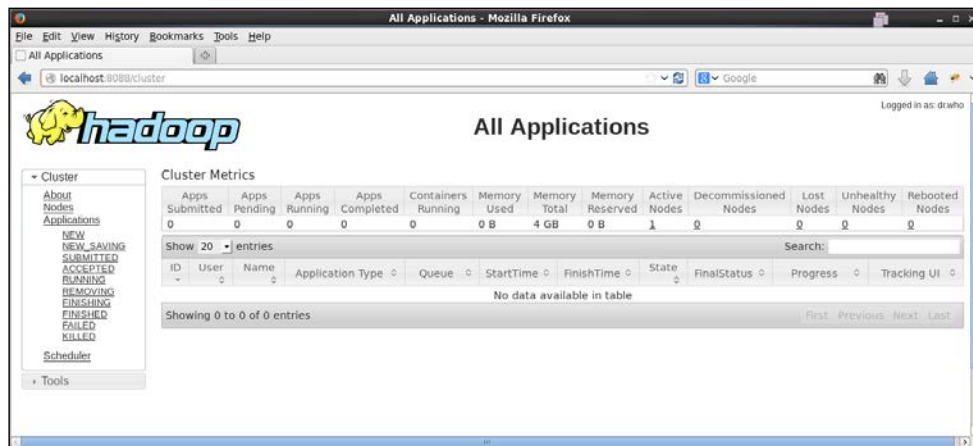 All Applications - Mozilla Firefox
File Edit View History Bookmarks Tools Help
All Applications
localhost:8088/cluster
Google
Logged in as: dr.who
hadoop
All Applications
Cluster
About
Nodes
Applications
NEW
NEW_SAVING
SUBMITTED
ACCEPTED
RUNNING
REMOVING
FINISHING
FINISHED
FAILED
KILLED
Scheduler
Tools
Cluster Metrics
Apps Submitted Apps Pending Apps Running Apps Completed Containers Running Memory Used Memory Total Memory Reserved Active Nodes Decommissioned Nodes Lost Nodes Unhealthy Nodes Rebooted Nodes
0 0 0 0 0 0 B 4 GB 0 B 1 0 0 0 0
Show 20 entries Search:
ID User Name Application Type Queue StartTime FinishTime State FinalStatus Progress Tracking UI
No data available in table
Showing 0 to 0 of 0 entries First Previous Next Last